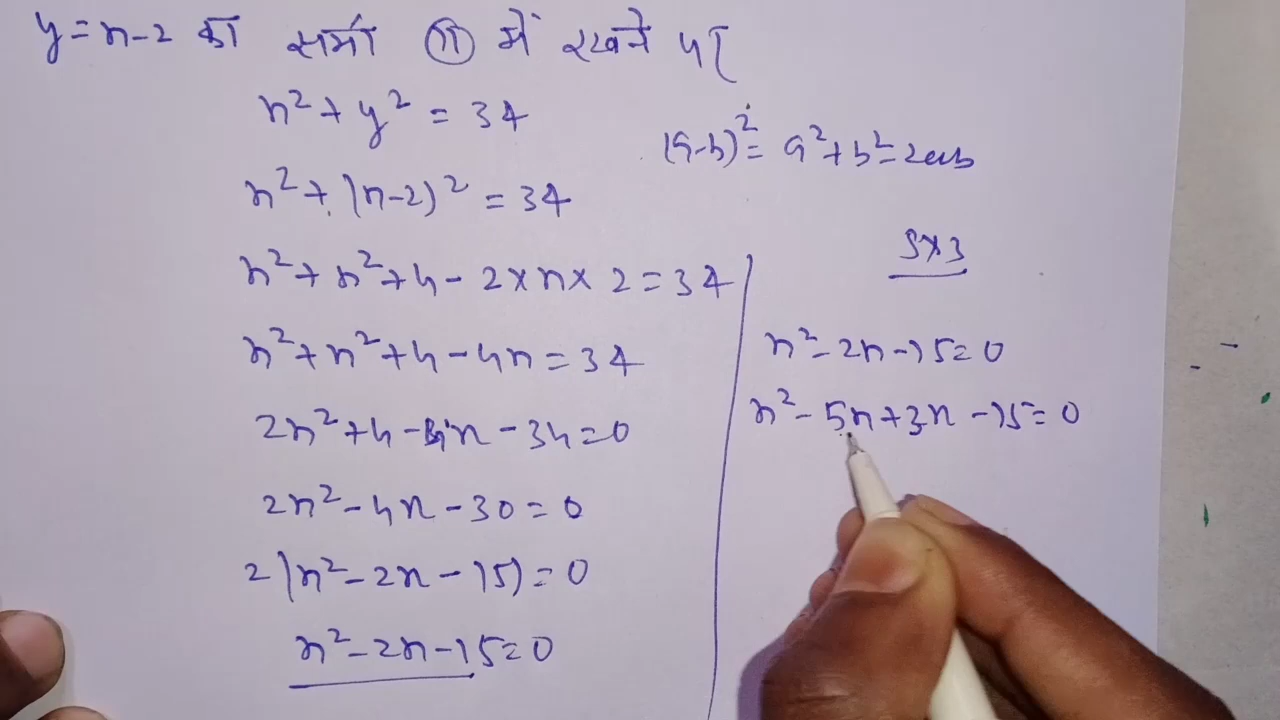 y = x - 2 का समी (ii) में रखने पर
x² + y² = 34
x² + (x-2)² = 34
x² + x² + 4 - 2 × x × 2 = 34
x² + x² + 4 - 4x = 34
2x² + 4 - 4x - 34 = 0
2x² - 4x - 30 = 0
2(x² - 2x - 15) = 0
x² - 2x - 15 = 0
(a-b)² = a² + b² - 2ab
5×3
x² - 2x - 15 = 0
x² - 5x + 3x - 15 = 0